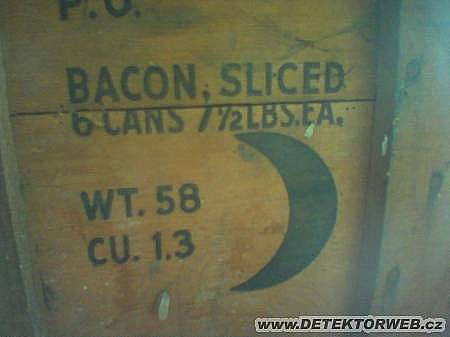 P.O.
BACON, SLICED
6 CANS 7½ LBS.EA.
WT. 58
CU. 1.3
WWW.DETEKTORWEB.CZ